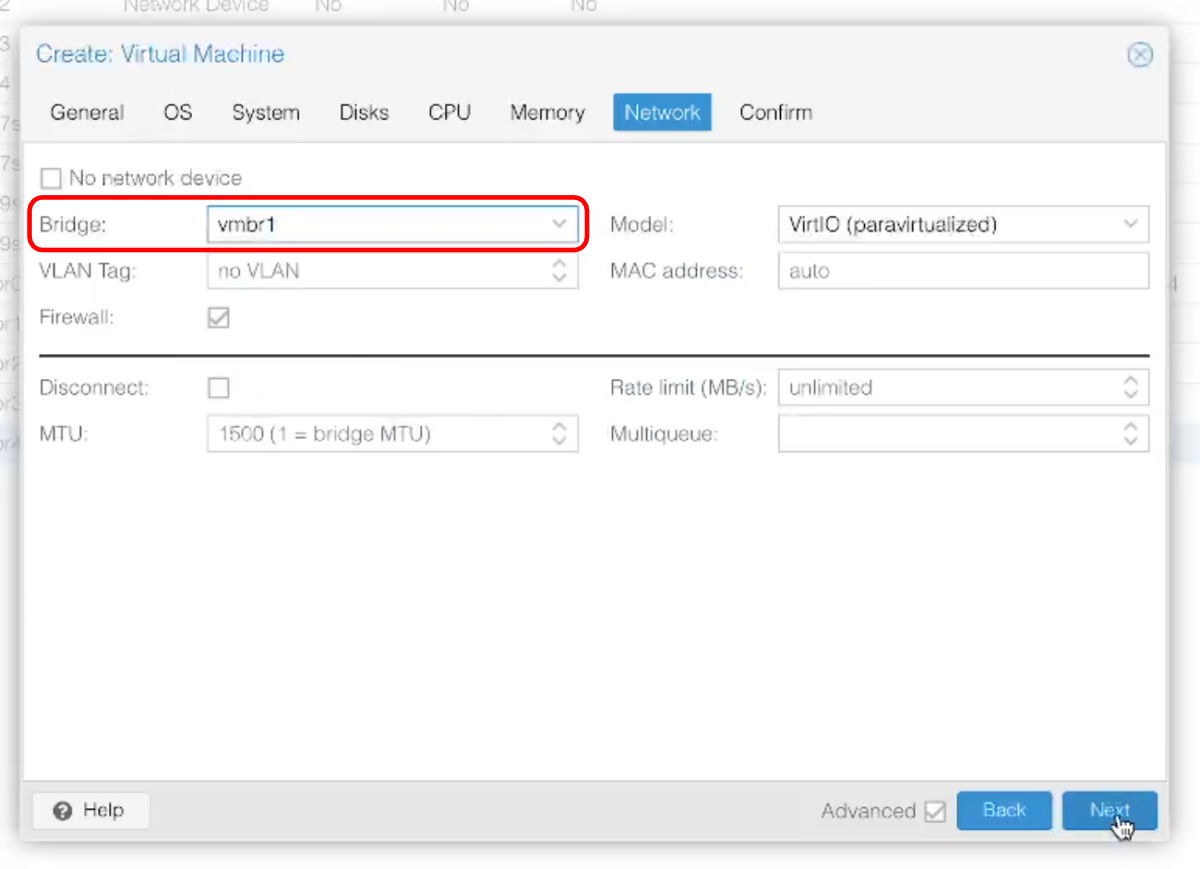 2 Network Device No No No
Create: Virtual Machine
General OS System Disks CPU Memory Network Confirm
No network device
Bridge: vmbr1 Model: VirtIO (paravirtualized)
VLAN Tag: no VLAN MAC address: auto
Firewall:
Disconnect: Rate limit (MB/s): unlimited
MTU: 1500 (1 = bridge MTU) Multiqueue:
Help Advanced Back Next